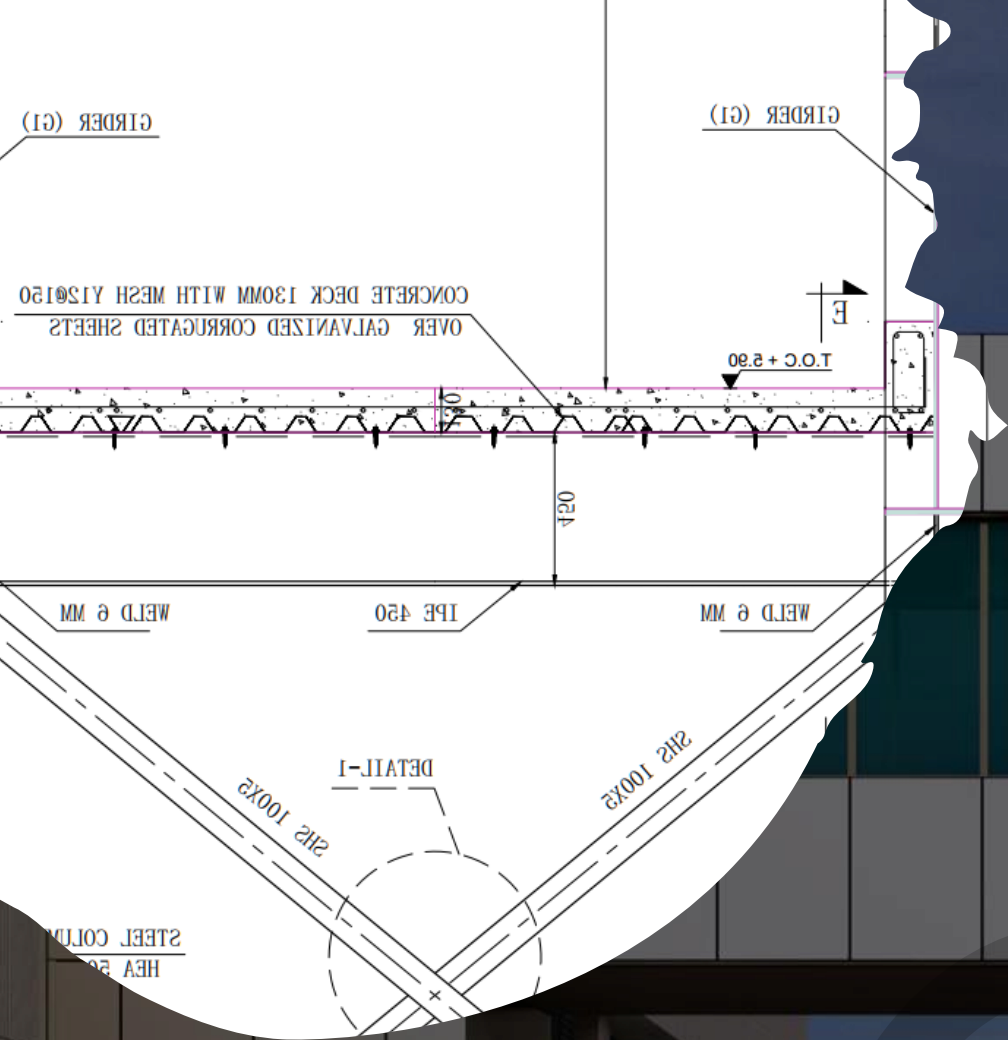 GIRDER (G1)
GIRDER (G1)
CONCRETE DECK 130MM WITH MESH Y12@150
OVER GALVANIZED CORRUGATED SHEETS
E
T.O.C + 5.90
130
450
WELD 6 MM
IPE 450
WELD 6 MM
SHS 100X5
DETAIL-1
SHS 100X5
STEEL
HEA